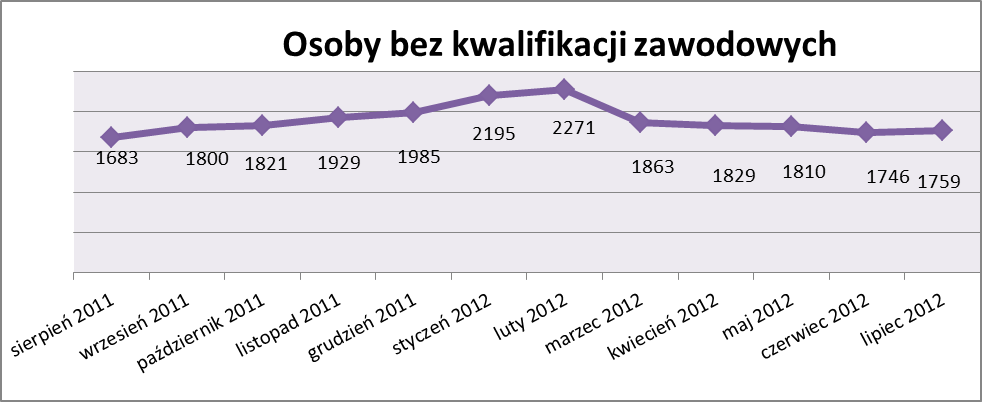 Osoby bez kwalifikacji zawodowych
1683
1800
1821
1929
1985
2195
2271
1863
1829
1810
1746
1759
sierpień 2011
wrzesień 2011
październik 2011
listopad 2011
grudzień 2011
styczeń 2012
luty 2012
marzec 2012
kwiecień 2012
maj 2012
czerwiec 2012
lipiec 2012